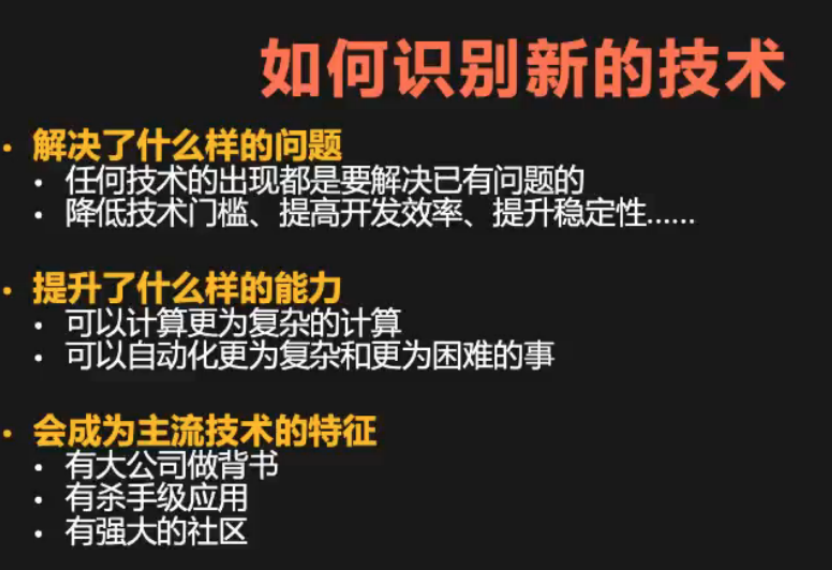 如何识别新的技术
• 解决了什么样的问题
• 任何技术的出现都是要解决已有问题的
• 降低技术门槛、提高开发效率、提升稳定性......
• 提升了什么样的能力
• 可以计算更为复杂的计算
• 可以自动化更为复杂和更为困难的事
• 会成为主流技术的特征
• 有大公司做背书
• 有杀手级应用
• 有强大的社区